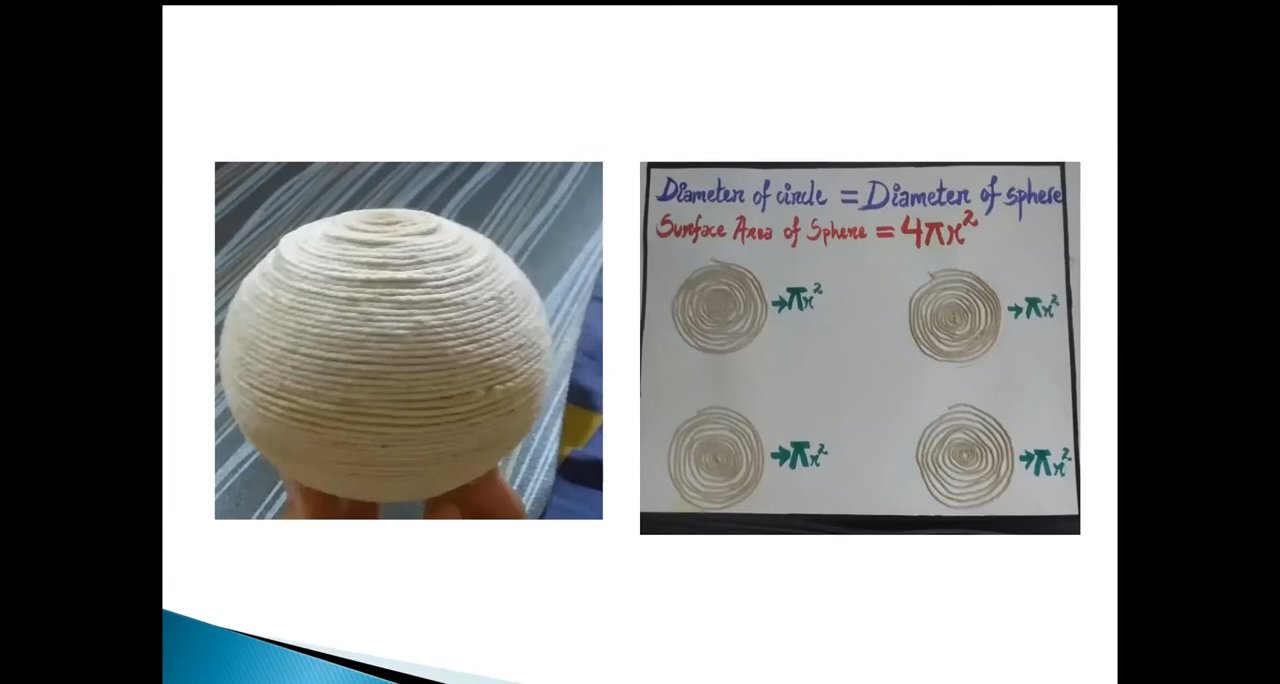 Diameter of circle = Diameter of sphere
Surface Area of Sphere = 4πr²
→πr²
→πr²
→πr²
→πr²